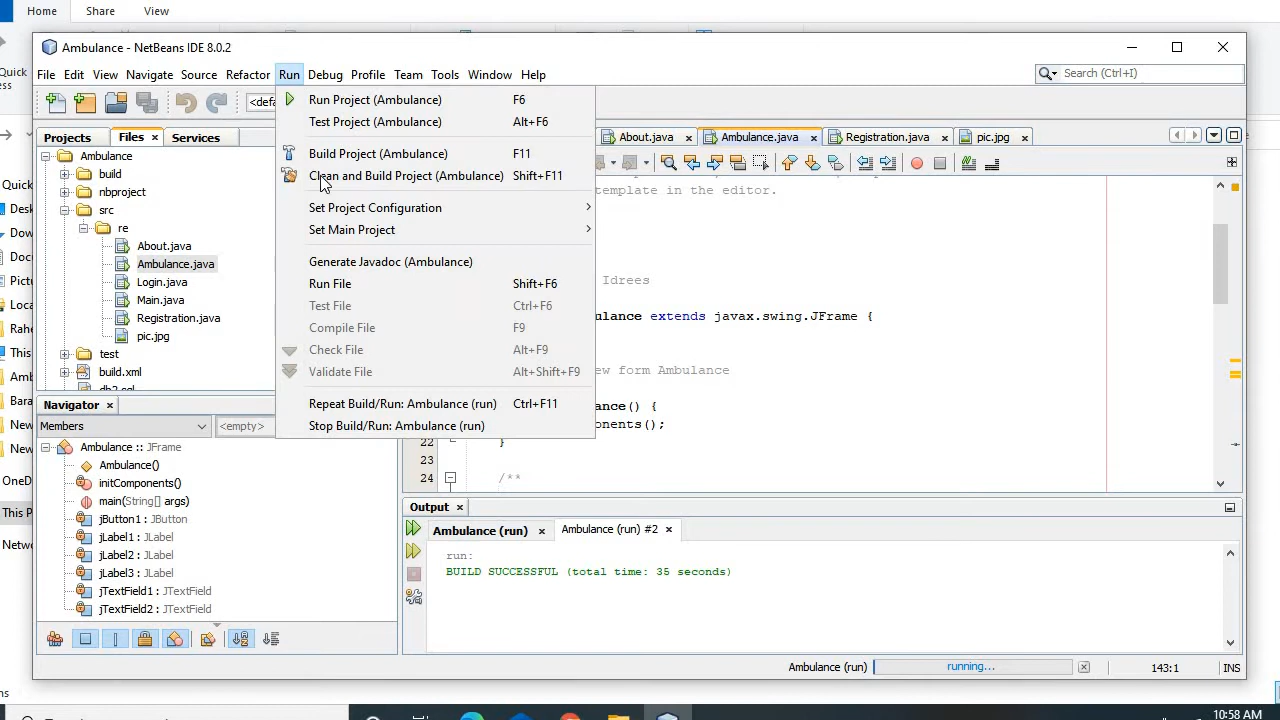 Home Share View
Ambulance - NetBeans IDE 8.0.2
File Edit View Navigate Source Refactor Run Debug Profile Team Tools Window Help
Search (Ctrl+I)
Quick
Run Project (Ambulance) F6
Test Project (Ambulance) Alt+F6
Build Project (Ambulance) F11
Clean and Build Project (Ambulance) Shift+F11
Set Project Configuration
Set Main Project
Generate Javadoc (Ambulance)
Run File Shift+F6
Test File Ctrl+F6
Compile File F9
Check File Alt+F9
Validate File Alt+Shift+F9
Repeat Build/Run: Ambulance (run) Ctrl+F11
Stop Build/Run: Ambulance (run)
Projects Files Services
Ambulance
build
nbproject
src
re
About.java
Ambulance.java
Login.java
Main.java
Registration.java
pic.jpg
test
build.xml
About.java Ambulance.java Registration.java pic.jpg
template in the editor.
Idrees
ulance extends javax.swing.JFrame {
ew form Ambulance
ance() {
ponents();
22 }
23
24 /**
Navigator
Members <empty>
Ambulance :: JFrame
Ambulance()
initComponents()
main(String[] args)
jButton1 : JButton
jLabel1 : JLabel
jLabel2 : JLabel
jLabel3 : JLabel
jTextField1 : JTextField
jTextField2 : JTextField
Output
Ambulance (run) Ambulance (run) #2
run:
BUILD SUCCESSFUL (total time: 35 seconds)
Ambulance (run) running... 143:1 INS
10:58 AM